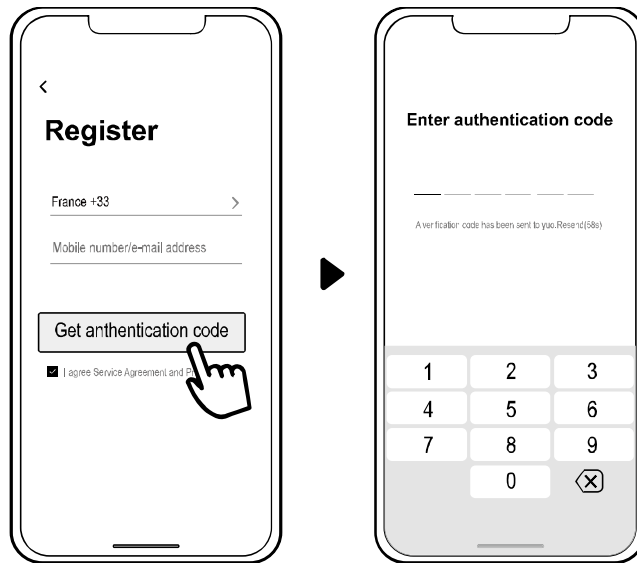 Register
France +33
Mobile number/e-mail address
Get anthentication code
I agree Service Agreement and
Enter authentication code
A verification code has been sent to yuo.Resend(58s)
1 2 3
4 5 6
7 8 9
0